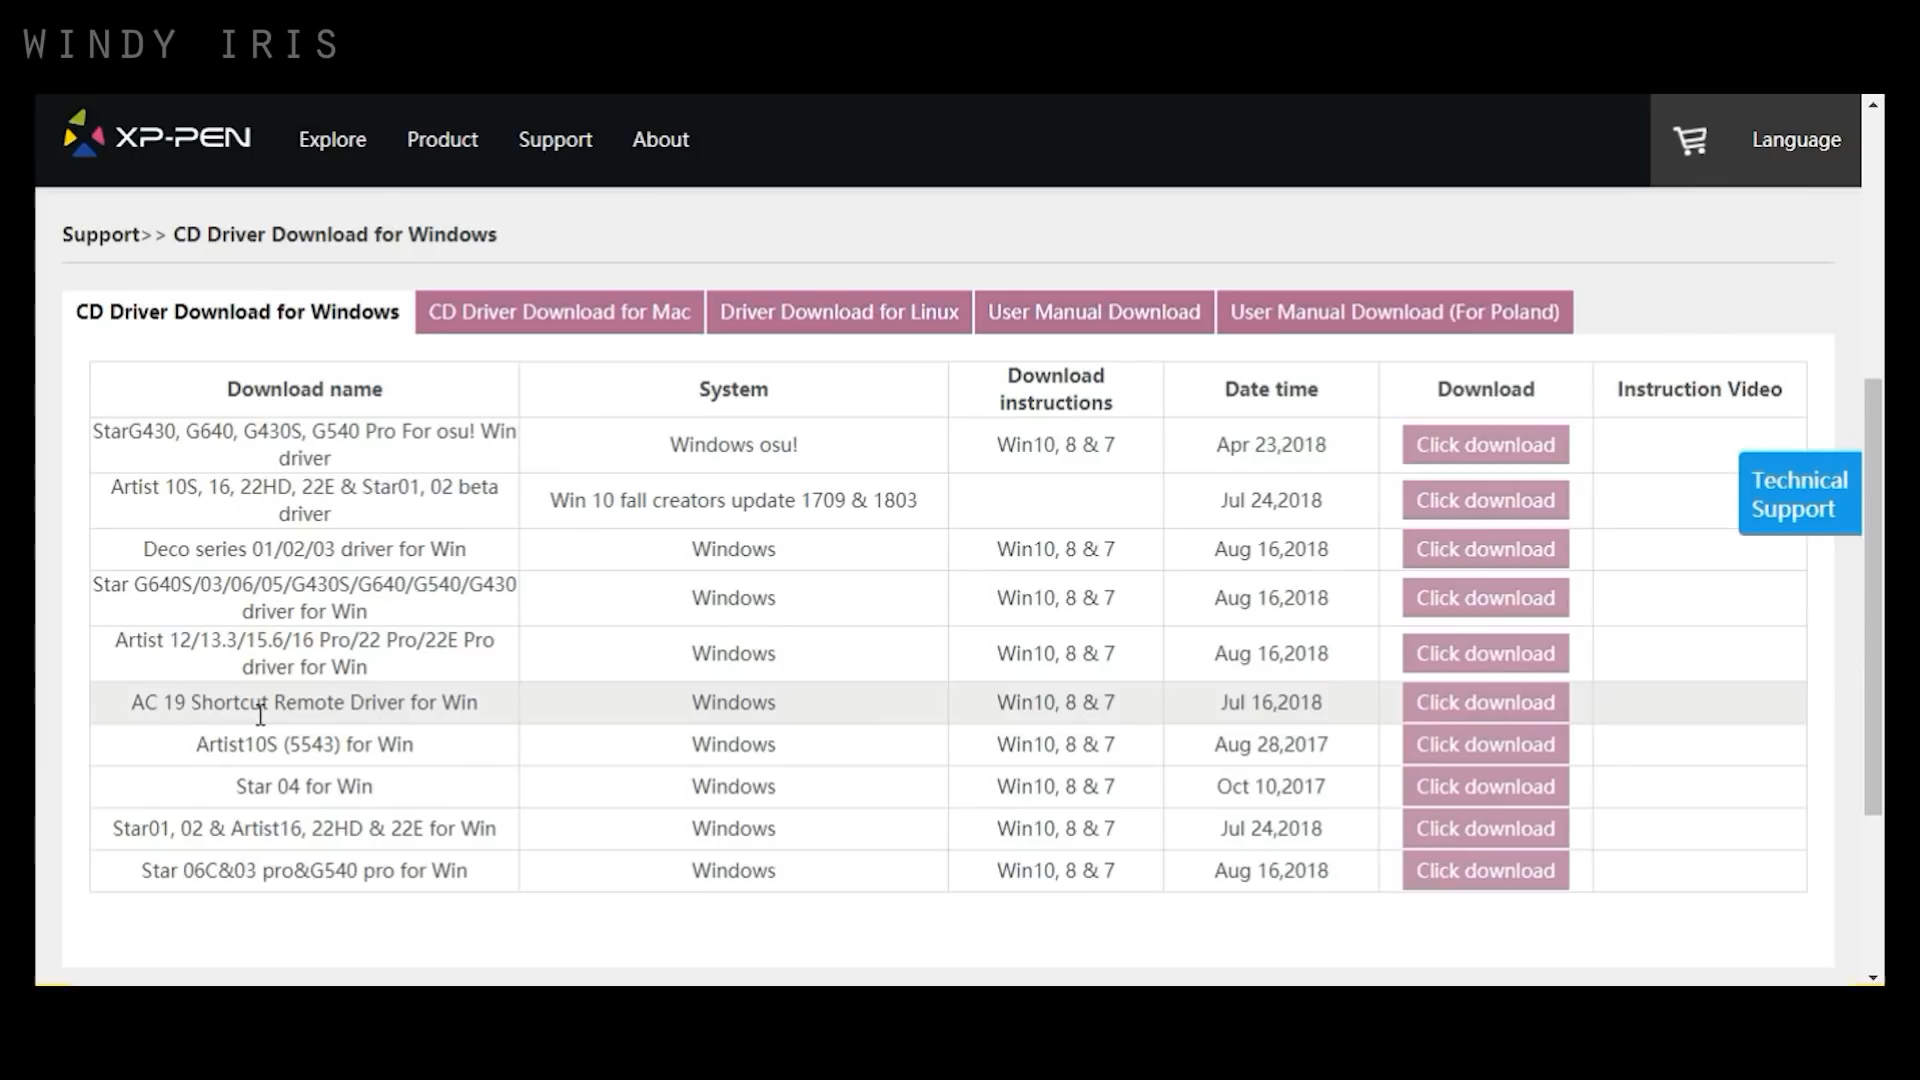 WINDY IRIS
XP-PEN Explore Product Support About Language
Support>> CD Driver Download for Windows
CD Driver Download for Windows CD Driver Download for Mac Driver Download for Linux User Manual Download User Manual Download (For Poland)
Download name System Download instructions Date time Download Instruction Video
StarG430, G640, G430S, G540 Pro For osu! Win driver Windows osu! Win10, 8 & 7 Apr 23,2018 Click download
Artist 10S, 16, 22HD, 22E & Star01, 02 beta driver Win 10 fall creators update 1709 & 1803 Jul 24,2018 Click download
Technical
Support
Deco series 01/02/03 driver for Win Windows Win10, 8 & 7 Aug 16,2018 Click download
Star G640S/03/06/05/G430S/G640/G540/G430 driver for Win Windows Win10, 8 & 7 Aug 16,2018 Click download
Artist 12/13.3/15.6/16 Pro/22 Pro/22E Pro driver for Win Windows Win10, 8 & 7 Aug 16,2018 Click download
AC 19 Shortcut Remote Driver for Win Windows Win10, 8 & 7 Jul 16,2018 Click download
Artist10S (5543) for Win Windows Win10, 8 & 7 Aug 28,2017 Click download
Star 04 for Win Windows Win10, 8 & 7 Oct 10,2017 Click download
Star01, 02 & Artist16, 22HD & 22E for Win Windows Win10, 8 & 7 Jul 24,2018 Click download
Star 06C&03 pro&G540 pro for Win Windows Win10, 8 & 7 Aug 16,2018 Click download